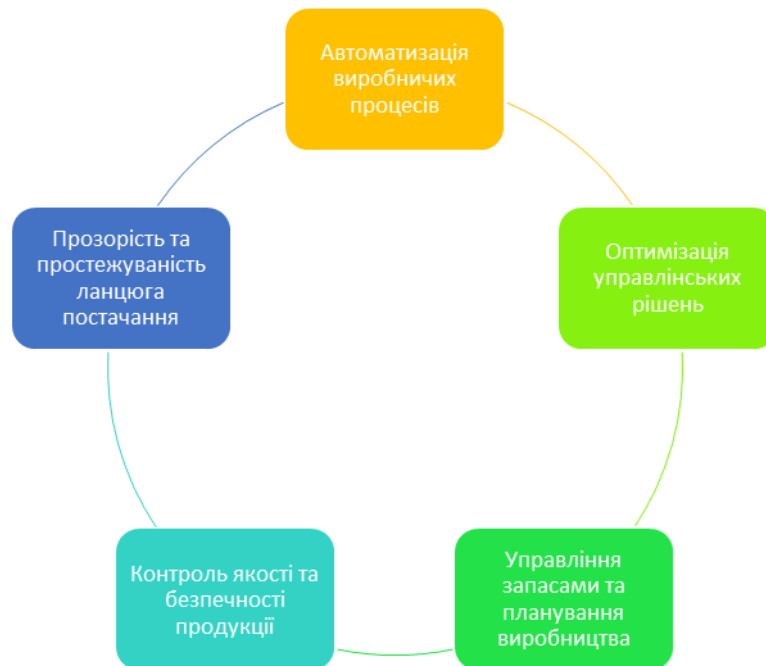 Автоматизація
виробничих
процесів
Оптимізація
управлінських
рішень
Управління
запасами та
планування
виробництва
Контроль якості та
безпечності
продукції
Прозорість та
простежуваність
ланцюга
постачання